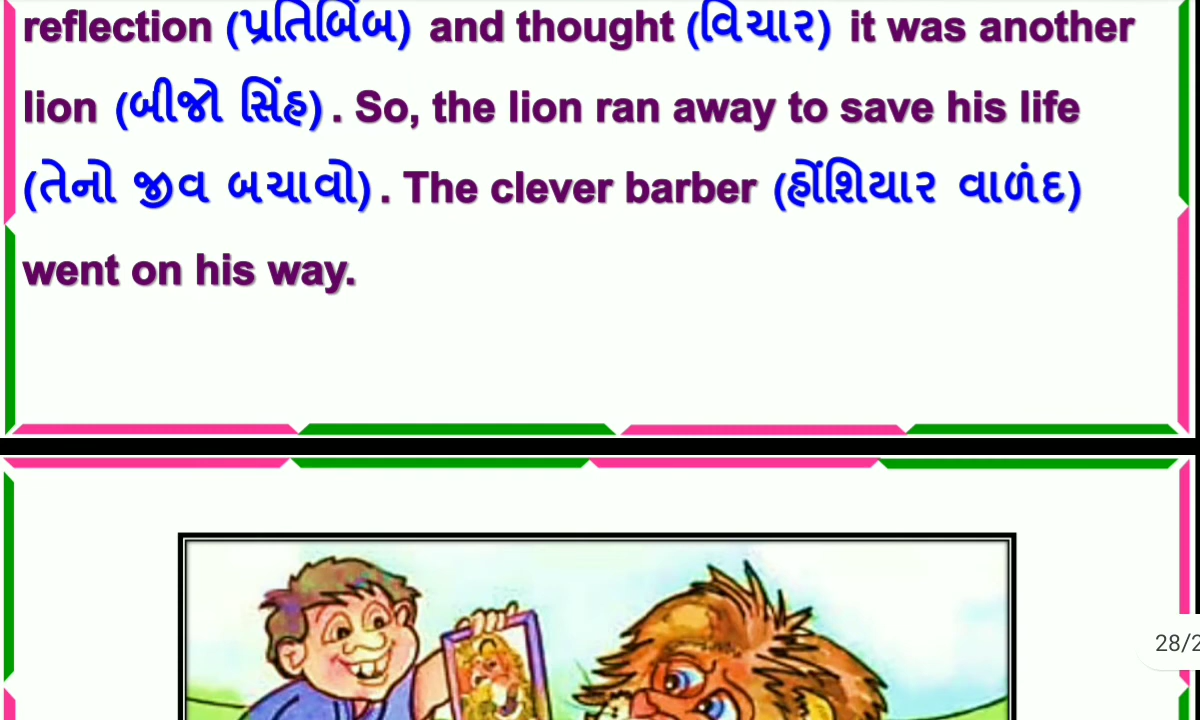 reflection (પ્રતિબિંબ) and thought (વિચાર) it was another
lion (બીજો સિંહ). So, the lion ran away to save his life
(તેનો જીવ બચાવો). The clever barber (હોંશિયાર વાળંદ)
went on his way.
28/2